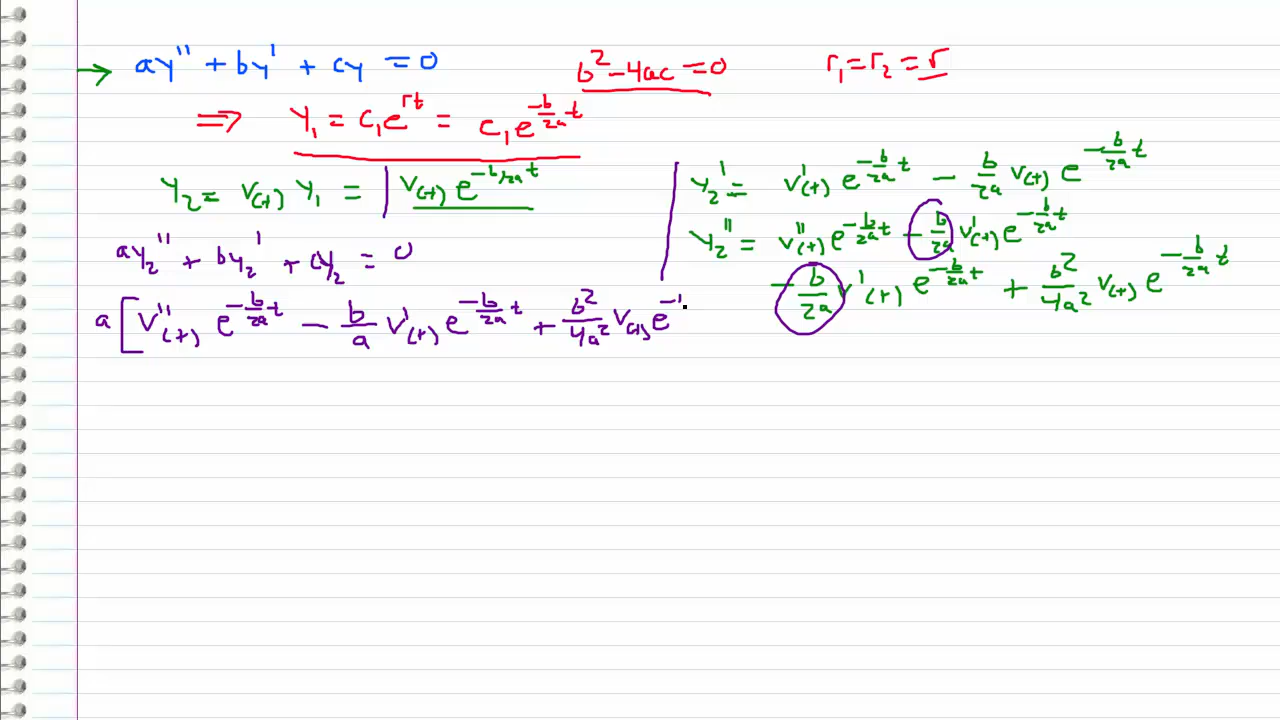 → ay'' + by' + cy = 0 b² - 4ac = 0 r₁ = r₂ = r
⇒ y₁ = c₁e^{rt} = c₁e^{-b/2a t}
y₂ = v(t) y₁ = v(t) e^{-b/2a t}
ay₂'' + by₂' + cy₂ = 0
a[v''(t) e^{-b/2a t} - b/a v'(t) e^{-b/2a t} + b²/4a² v(t) e^-
y₂' = v'(t) e^{-b/2a t} - b/2a v(t) e^{-b/2a t}
y₂'' = v''(t) e^{-b/2a t} - b/2a v'(t) e^{-b/2a t}
- b/2a v'(t) e^{-b/2a t} + b²/4a² v(t) e^{-b/2a t}